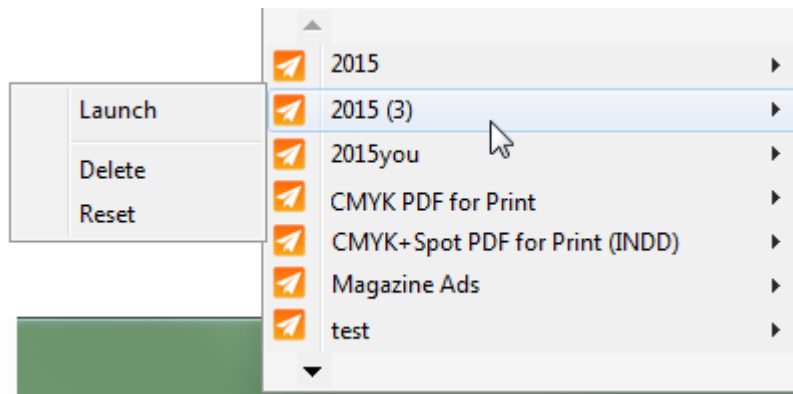 2015
Launch
2015 (3)
2015you
Delete
CMYK PDF for Print
Reset
CMYK+Spot PDF for Print (INDD)
Magazine Ads
test